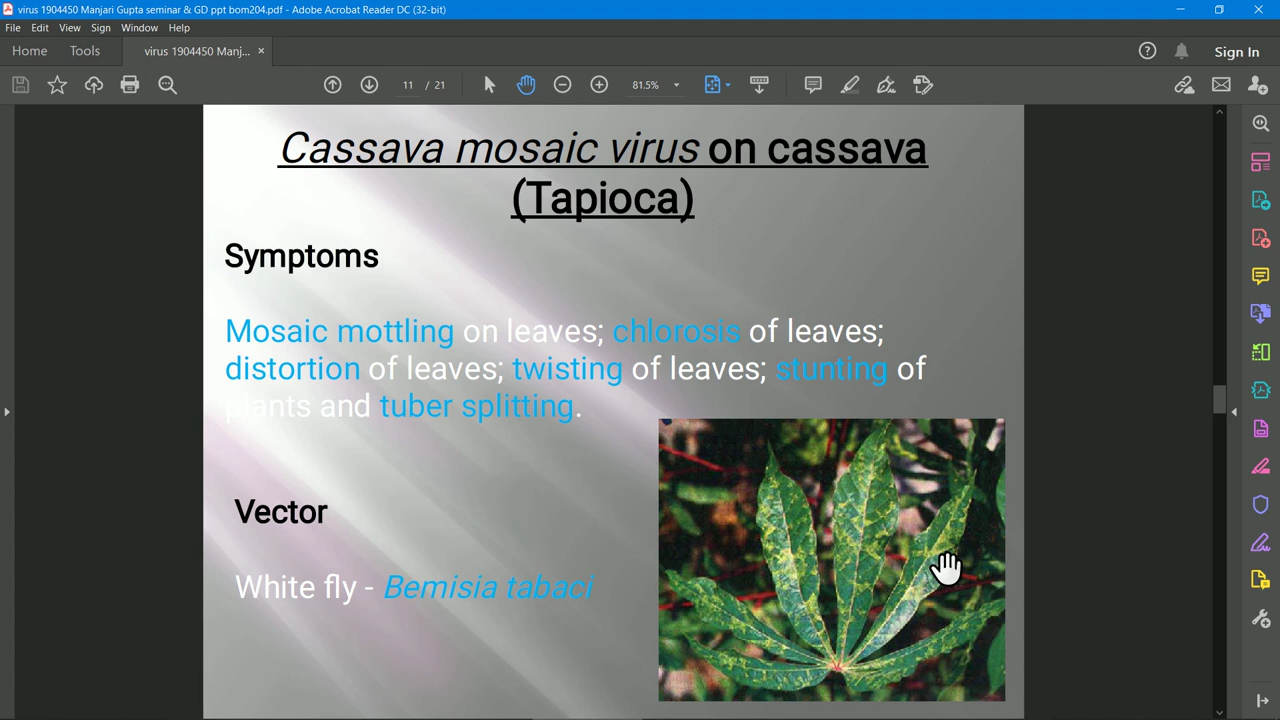 virus 1904450 Manjari Gupta seminar & GD ppt bom204.pdf - Adobe Acrobat Reader DC (32-bit)
File Edit View Sign Window Help
Home Tools virus 1904450 Manj... × Sign In
11 / 21 81.5%
Cassava mosaic virus on cassava
(Tapioca)
Symptoms
Mosaic mottling on leaves; chlorosis of leaves;
distortion of leaves; twisting of leaves; stunting of
plants and tuber splitting.
Vector
White fly - Bemisia tabaci